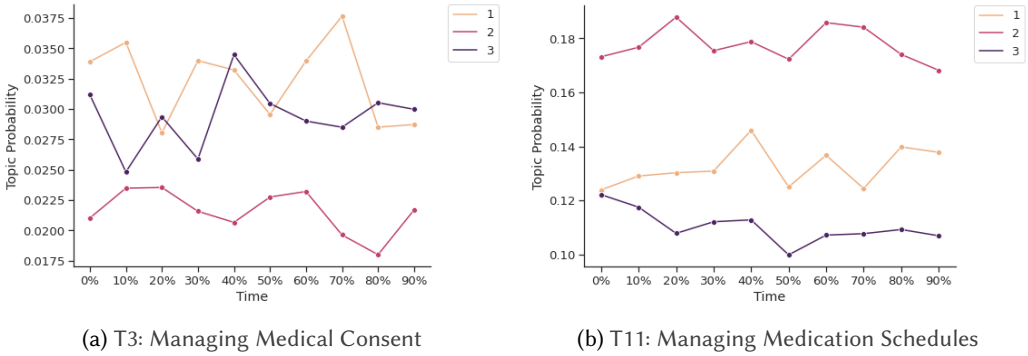 0.0375
0.0350
0.0325
0.0300
0.0275
0.0250
0.0225
0.0200
0.0175
Topic Probability
0% 10% 20% 30% 40% 50% 60% 70% 80% 90%
Time
1
2
3
(a) T3: Managing Medical Consent
0.18
0.16
0.14
0.12
0.10
Topic Probability
0% 10% 20% 30% 40% 50% 60% 70% 80% 90%
Time
1
2
3
(b) T11: Managing Medication Schedules